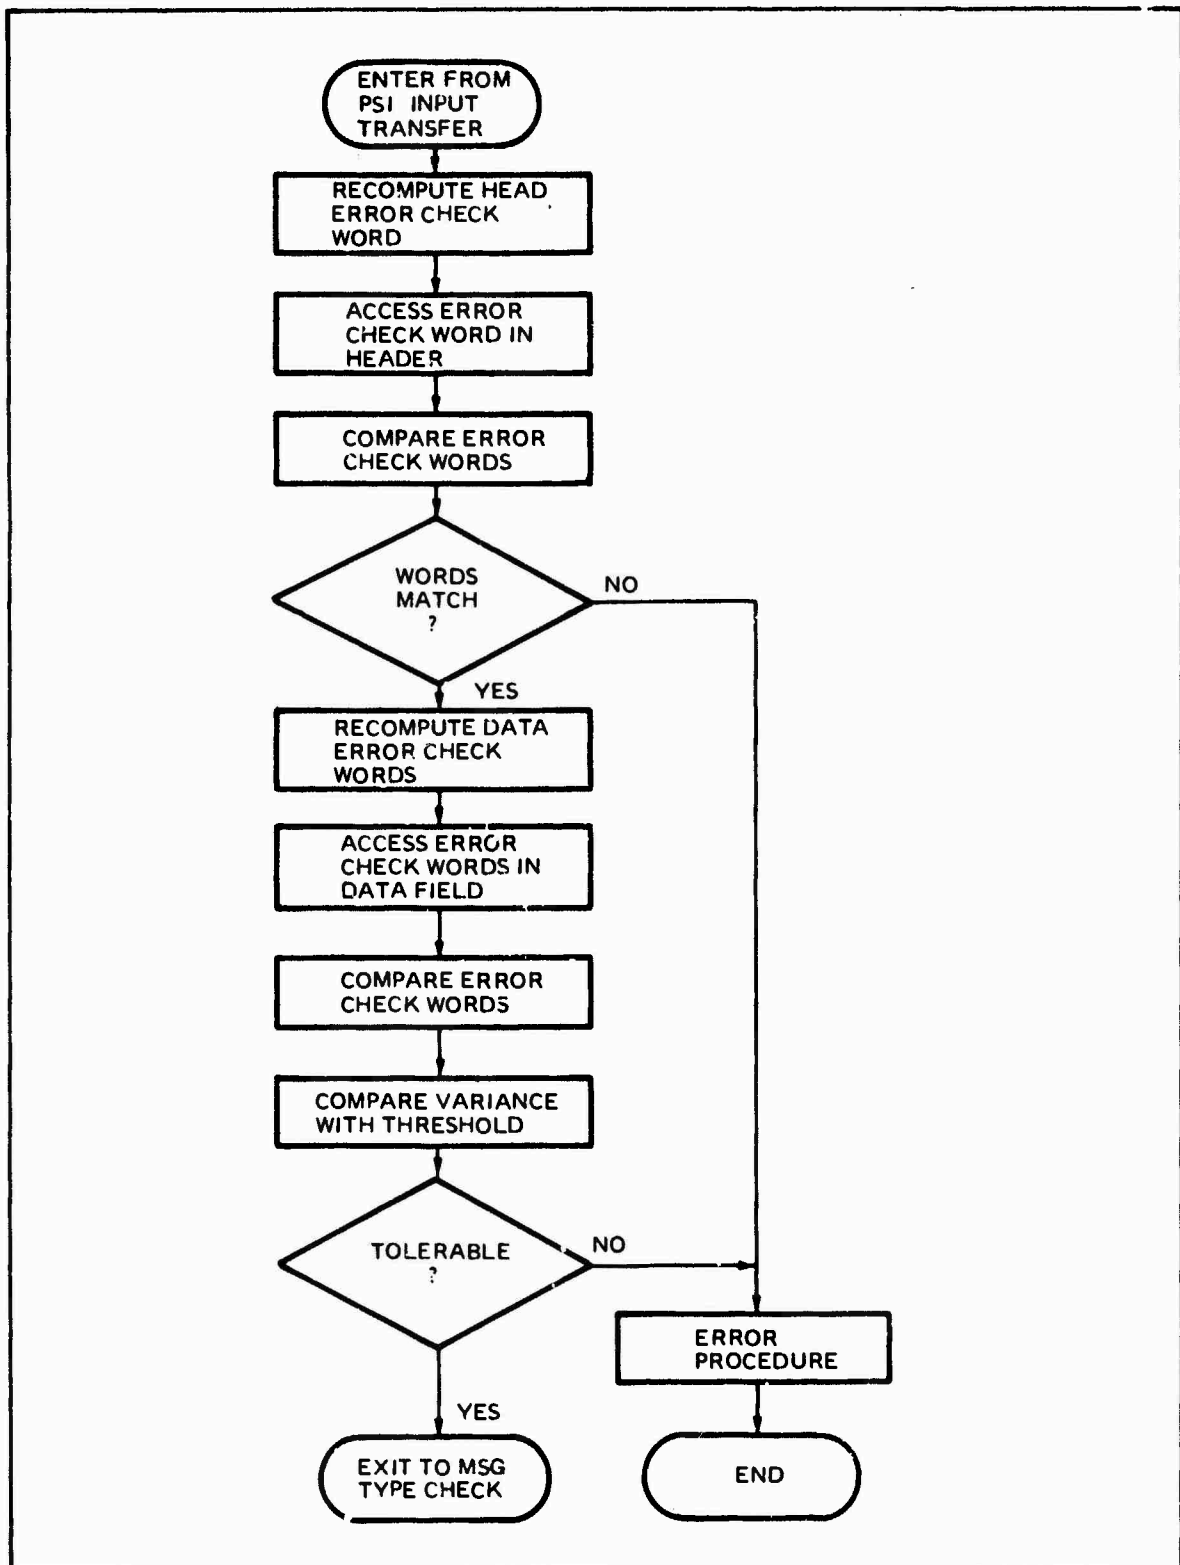 ENTER FROM
PSI INPUT
TRANSFER
RECOMPUTE HEAD
ERROR CHECK
WORD
ACCESS ERROR
CHECK WORD IN
HEADER
COMPARE ERROR
CHECK WORDS
WORDS
MATCH
?
NO
YES
RECOMPUTE DATA
ERROR CHECK
WORDS
ACCESS ERROR
CHECK WORDS IN
DATA FIELD
COMPARE ERROR
CHECK WORDS
COMPARE VARIANCE
WITH THRESHOLD
TOLERABLE
?
NO
ERROR
PROCEDURE
YES
EXIT TO MSG
TYPE CHECK
END